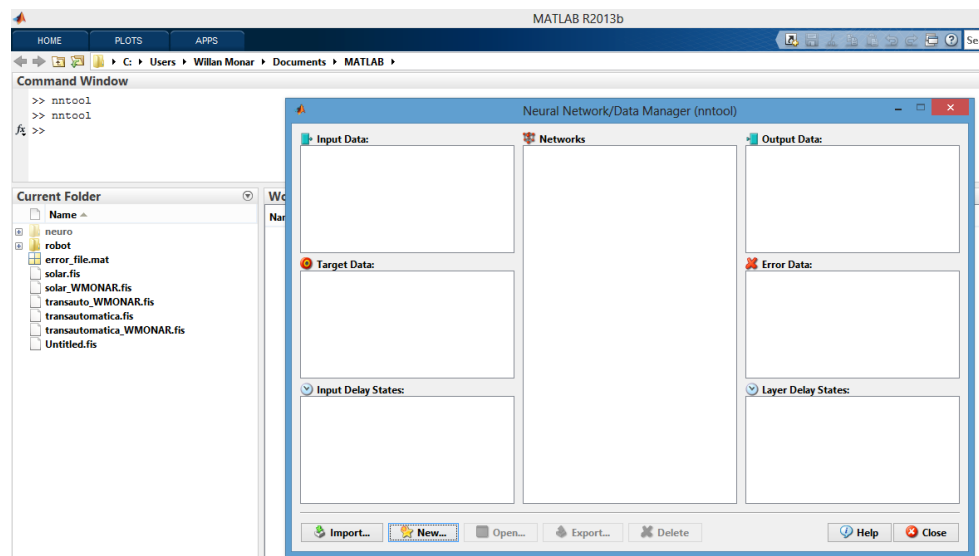 MATLAB R2013b
HOME PLOTS APPS
Se
C: Users Willan Monar Documents MATLAB
Command Window
>> nntool
>> nntool
fx >>
Neural Network/Data Manager (nntool)
Input Data:
Networks
Output Data:
Target Data:
Error Data:
Input Delay States:
Layer Delay States:
Import... New... Open... Export... Delete Help Close
Current Folder
Name
neuro
robot
error_file.mat
solar.fis
solar_WMONAR.fis
transauto_WMONAR.fis
transautomatica.fis
transautomatica_WMONAR.fis
Untitled.fis
Wo
Nar